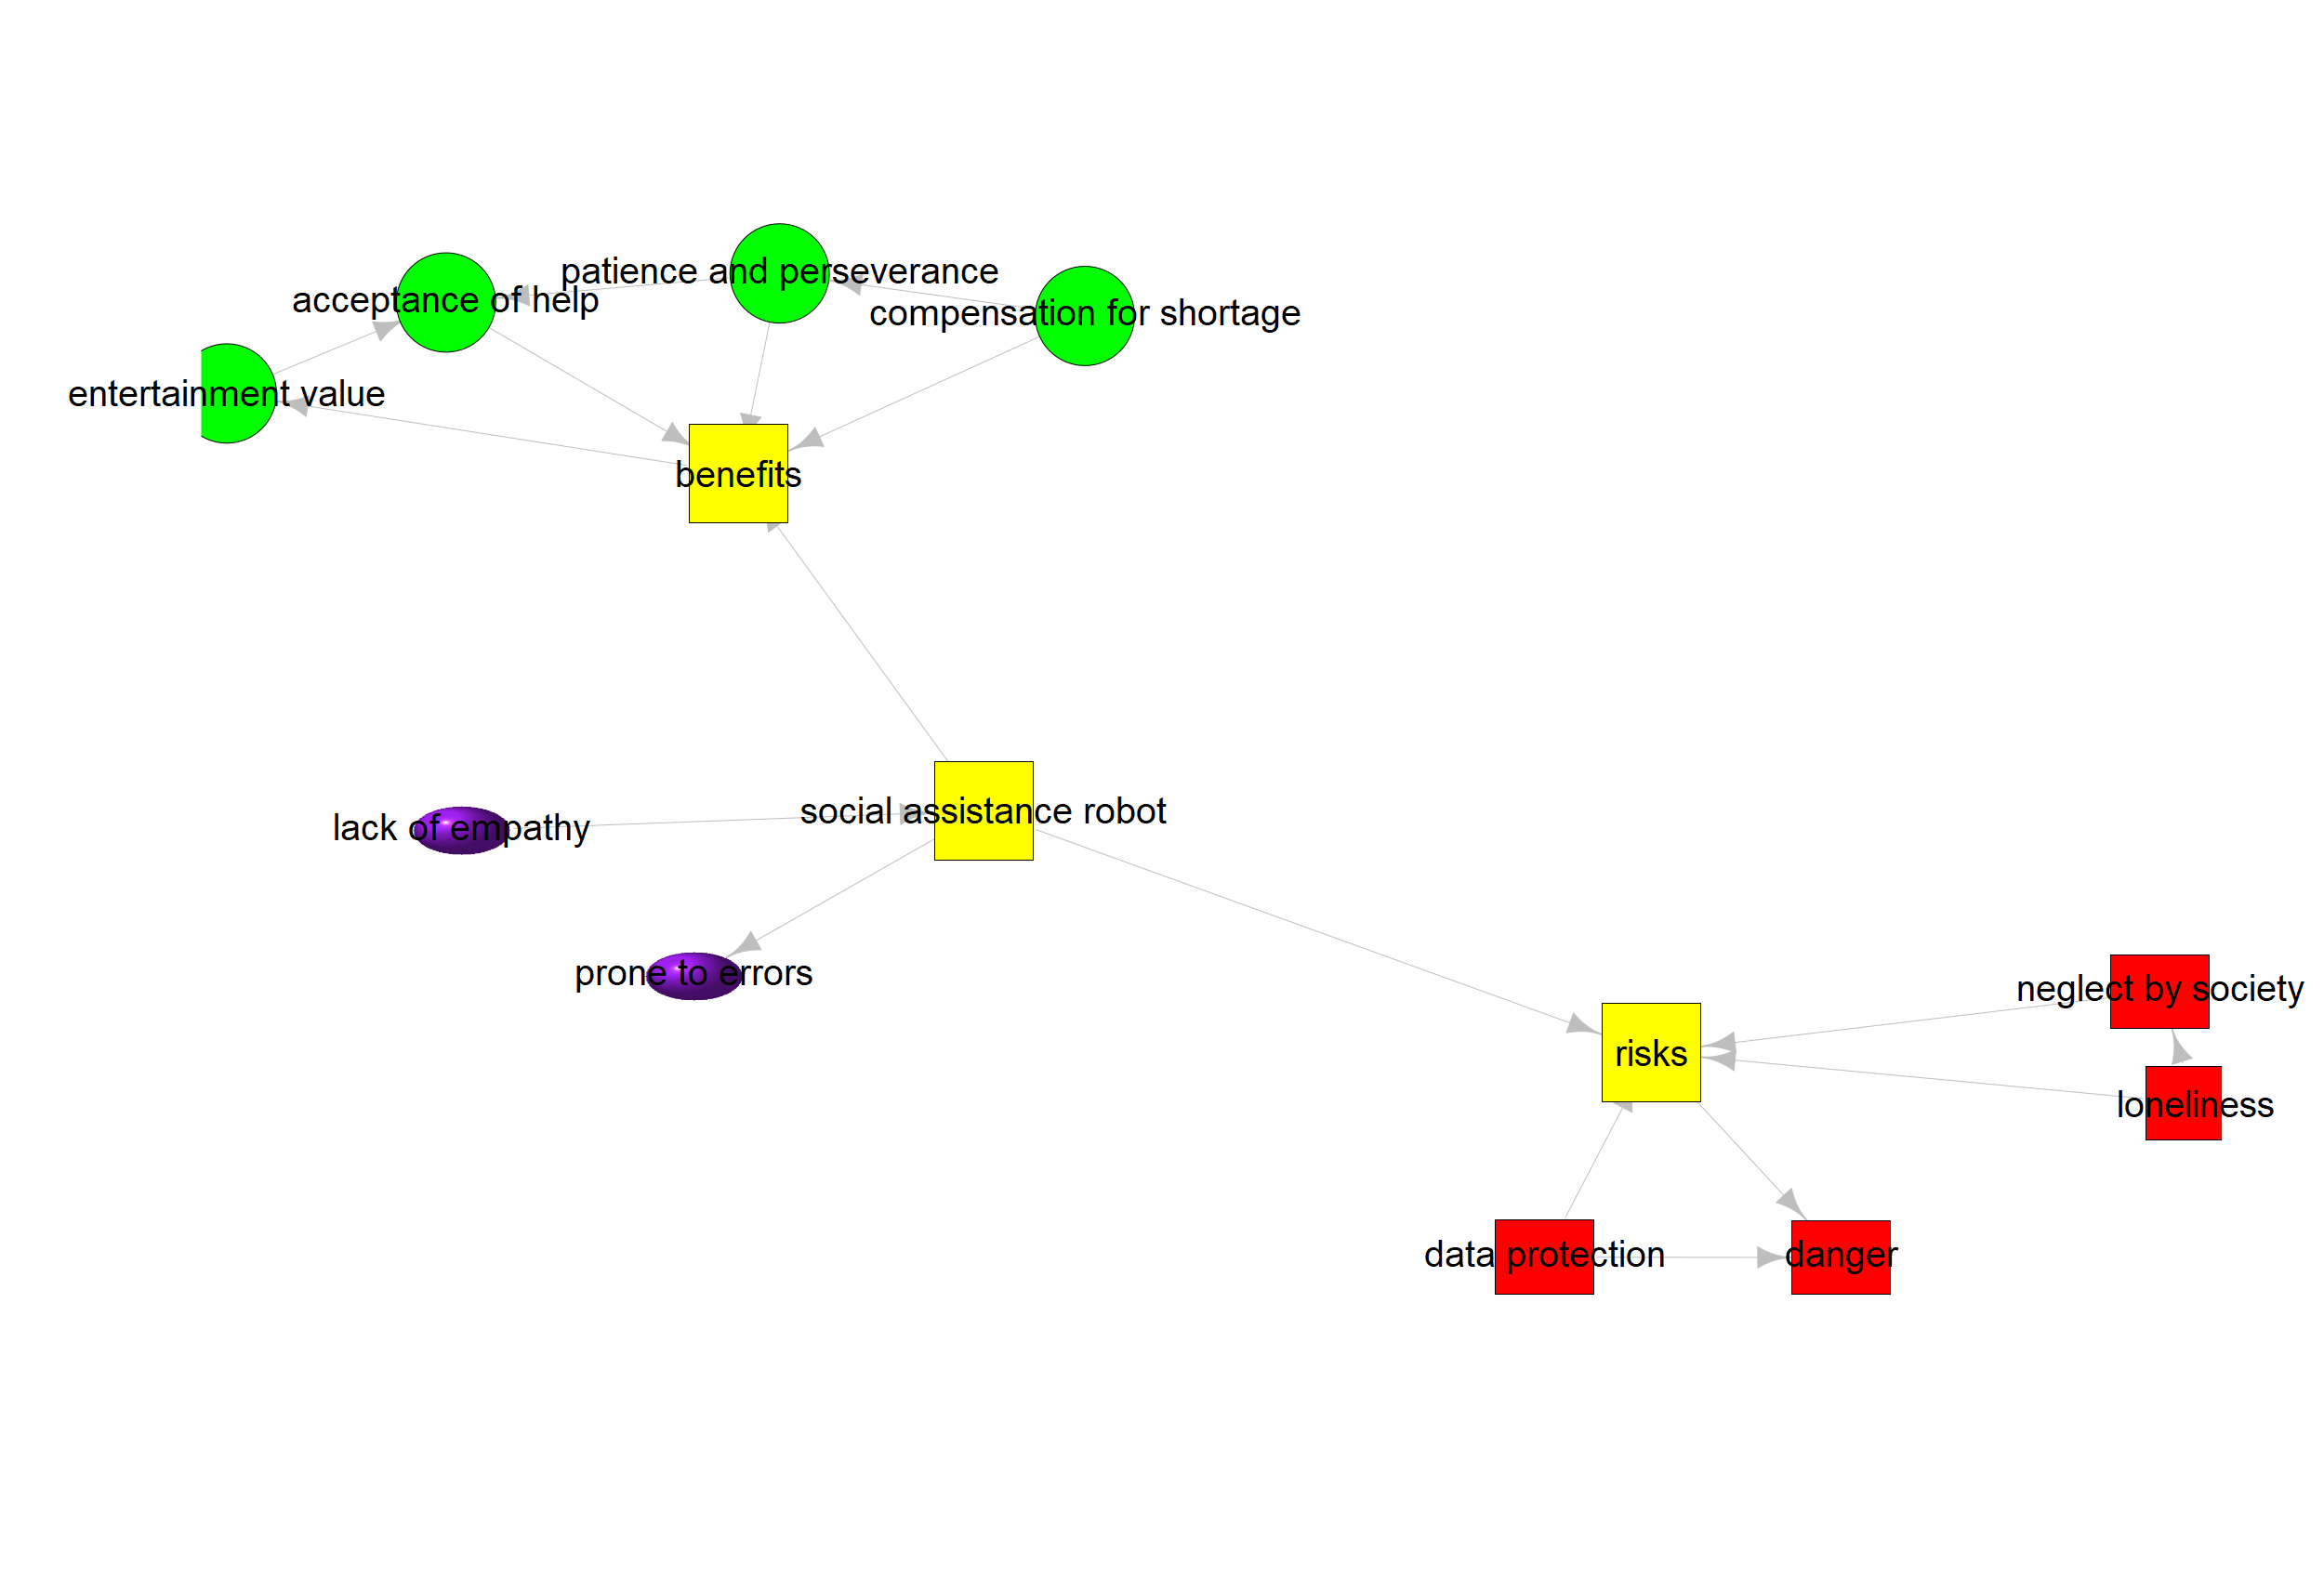 patience and perseverance
acceptance of help
compensation for shortage
entertainment value
benefits
social assistance robot
lack of empathy
prone to errors
neglect by society
risks
loneliness
data protection
danger